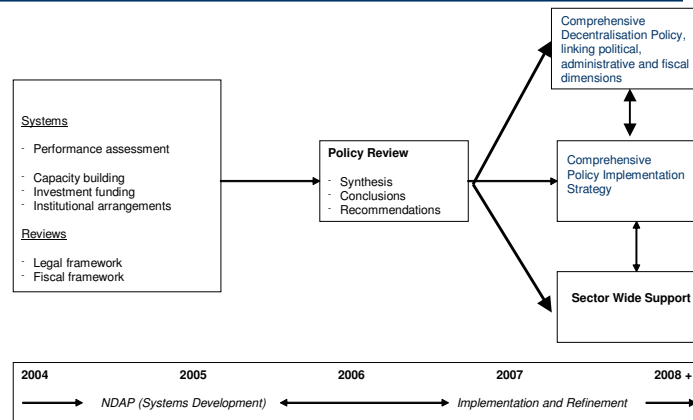 Systems
- Performance assessment
- Capacity building
- Investment funding
- Institutional arrangements
Reviews
- Legal framework
- Fiscal framework
Policy Review
- Synthesis
- Conclusions
- Recommendations
Comprehensive
Decentralisation Policy,
linking political,
administrative and fiscal
dimensions
Comprehensive
Policy Implementation
Strategy
Sector Wide Support
2004 2005 2006 2007 2008 +
NDAP (Systems Development) Implementation and Refinement